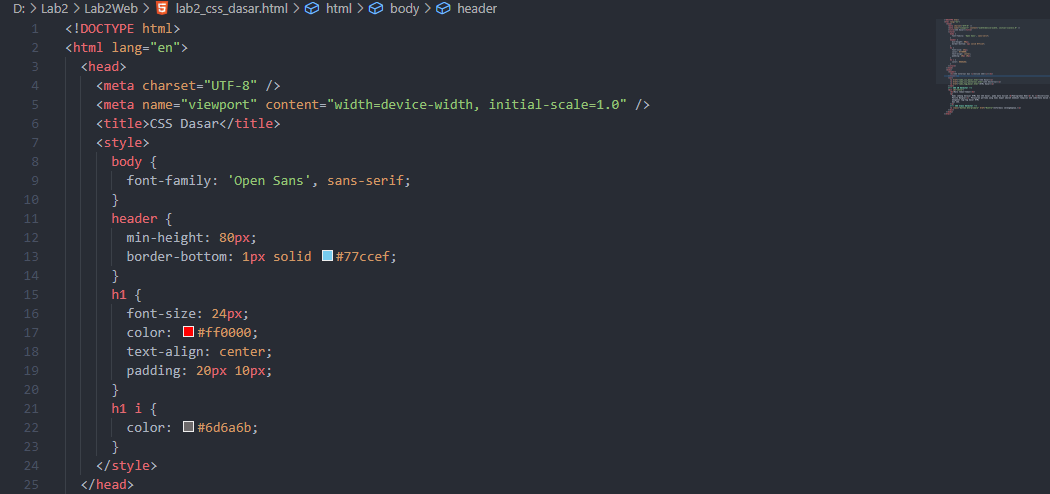 D: > Lab2 > Lab2Web > lab2_css_dasar.html > html > body > header
1 <!DOCTYPE html>
2 <html lang="en">
3 <head>
4 <meta charset="UTF-8" />
5 <meta name="viewport" content="width=device-width, initial-scale=1.0" />
6 <title>CSS Dasar</title>
7 <style>
8 body {
9 font-family: 'Open Sans', sans-serif;
10 }
11 header {
12 min-height: 80px;
13 border-bottom: 1px solid #77ccef;
14 }
15 h1 {
16 font-size: 24px;
17 color: #ff0000;
18 text-align: center;
19 padding: 20px 10px;
20 }
21 h1 i {
22 color: #6d6a6b;
23 }
24 </style>
25 </head>